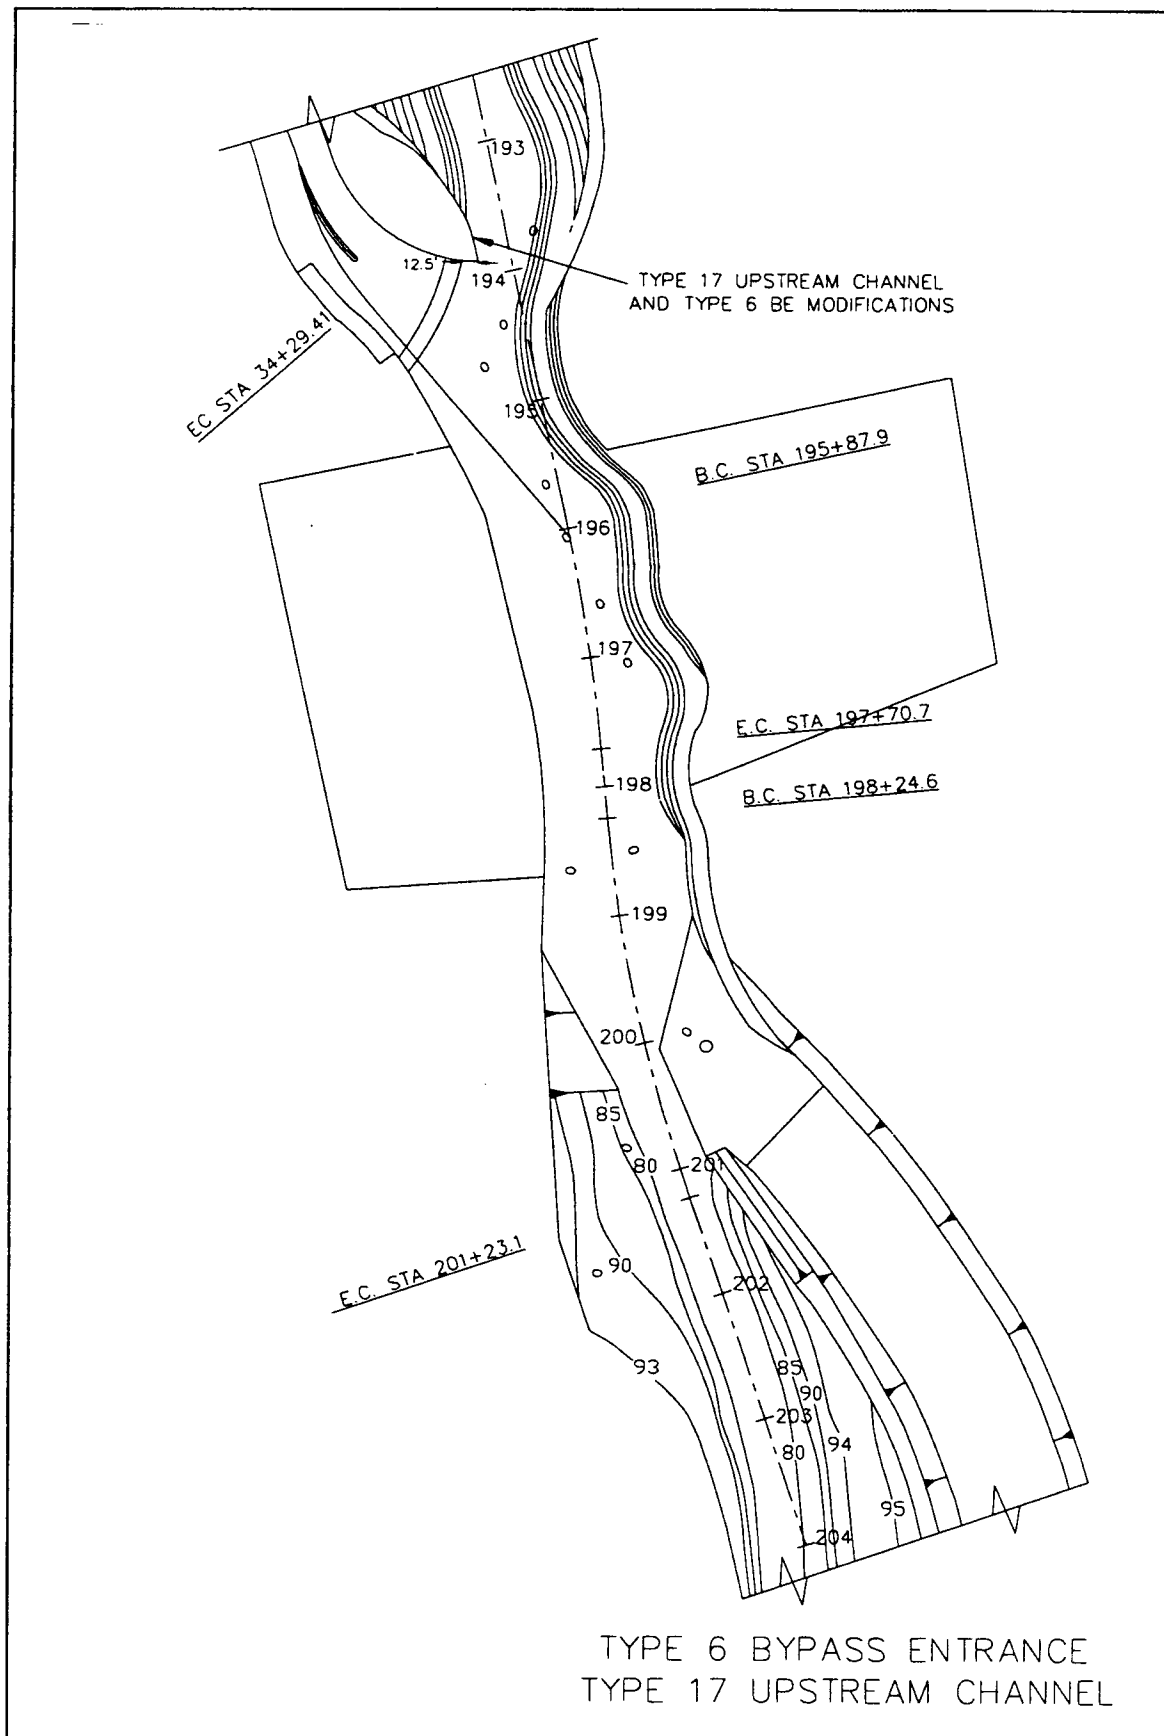 193
12.5'
194
TYPE 17 UPSTREAM CHANNEL
AND TYPE 6 BE MODIFICATIONS
EC STA 34+29.41
195
B.C. STA 195+87.9
196
197
E.C. STA 197+70.7
198
B.C. STA 198+24.6
199
200
85
80
201
E.C. STA 201+23.1
90
202
93
85
90
203
80
94
95
204
TYPE 6 BYPASS ENTRANCE
TYPE 17 UPSTREAM CHANNEL